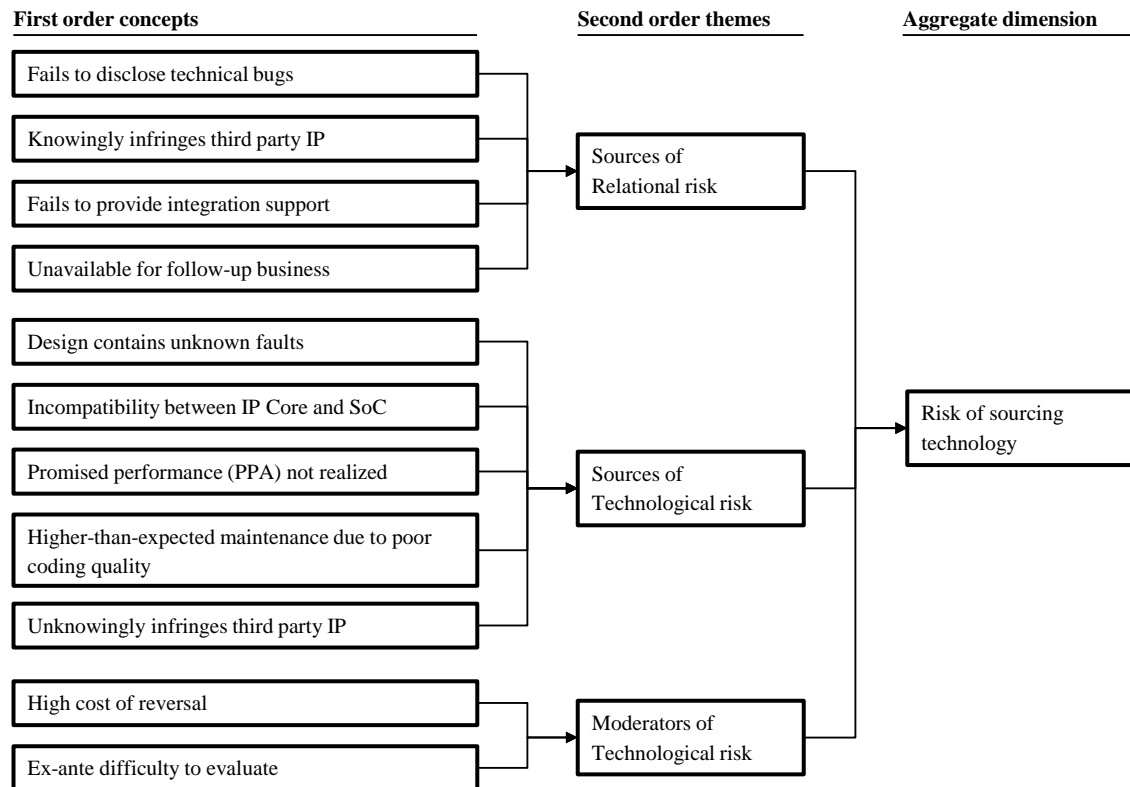 First order concepts
Second order themes
Aggregate dimension
Fails to disclose technical bugs
Knowingly infringes third party IP
Fails to provide integration support
Unavailable for follow-up business
Sources of
Relational risk
Design contains unknown faults
Incompatibility between IP Core and SoC
Promised performance (PPA) not realized
Higher-than-expected maintenance due to poor
coding quality
Unknowingly infringes third party IP
Sources of
Technological risk
High cost of reversal
Ex-ante difficulty to evaluate
Moderators of
Technological risk
Risk of sourcing
technology